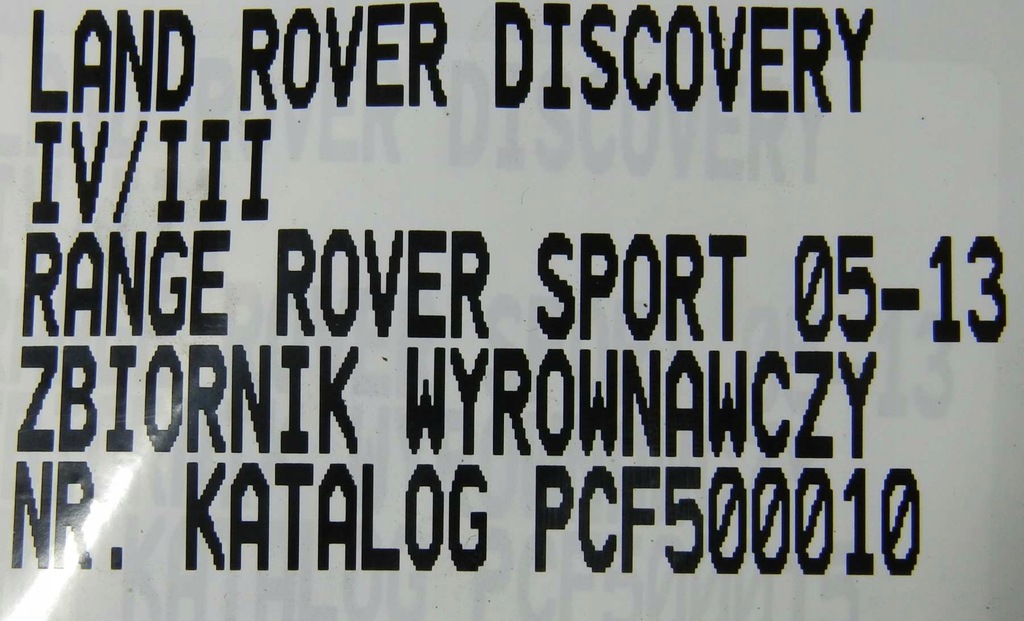 LAND ROVER DISCOVERY
IV/III
RANGE ROVER SPORT 05-13
ZBIORNIK WYROWNAWCZY
NR. KATALOG PCF500010